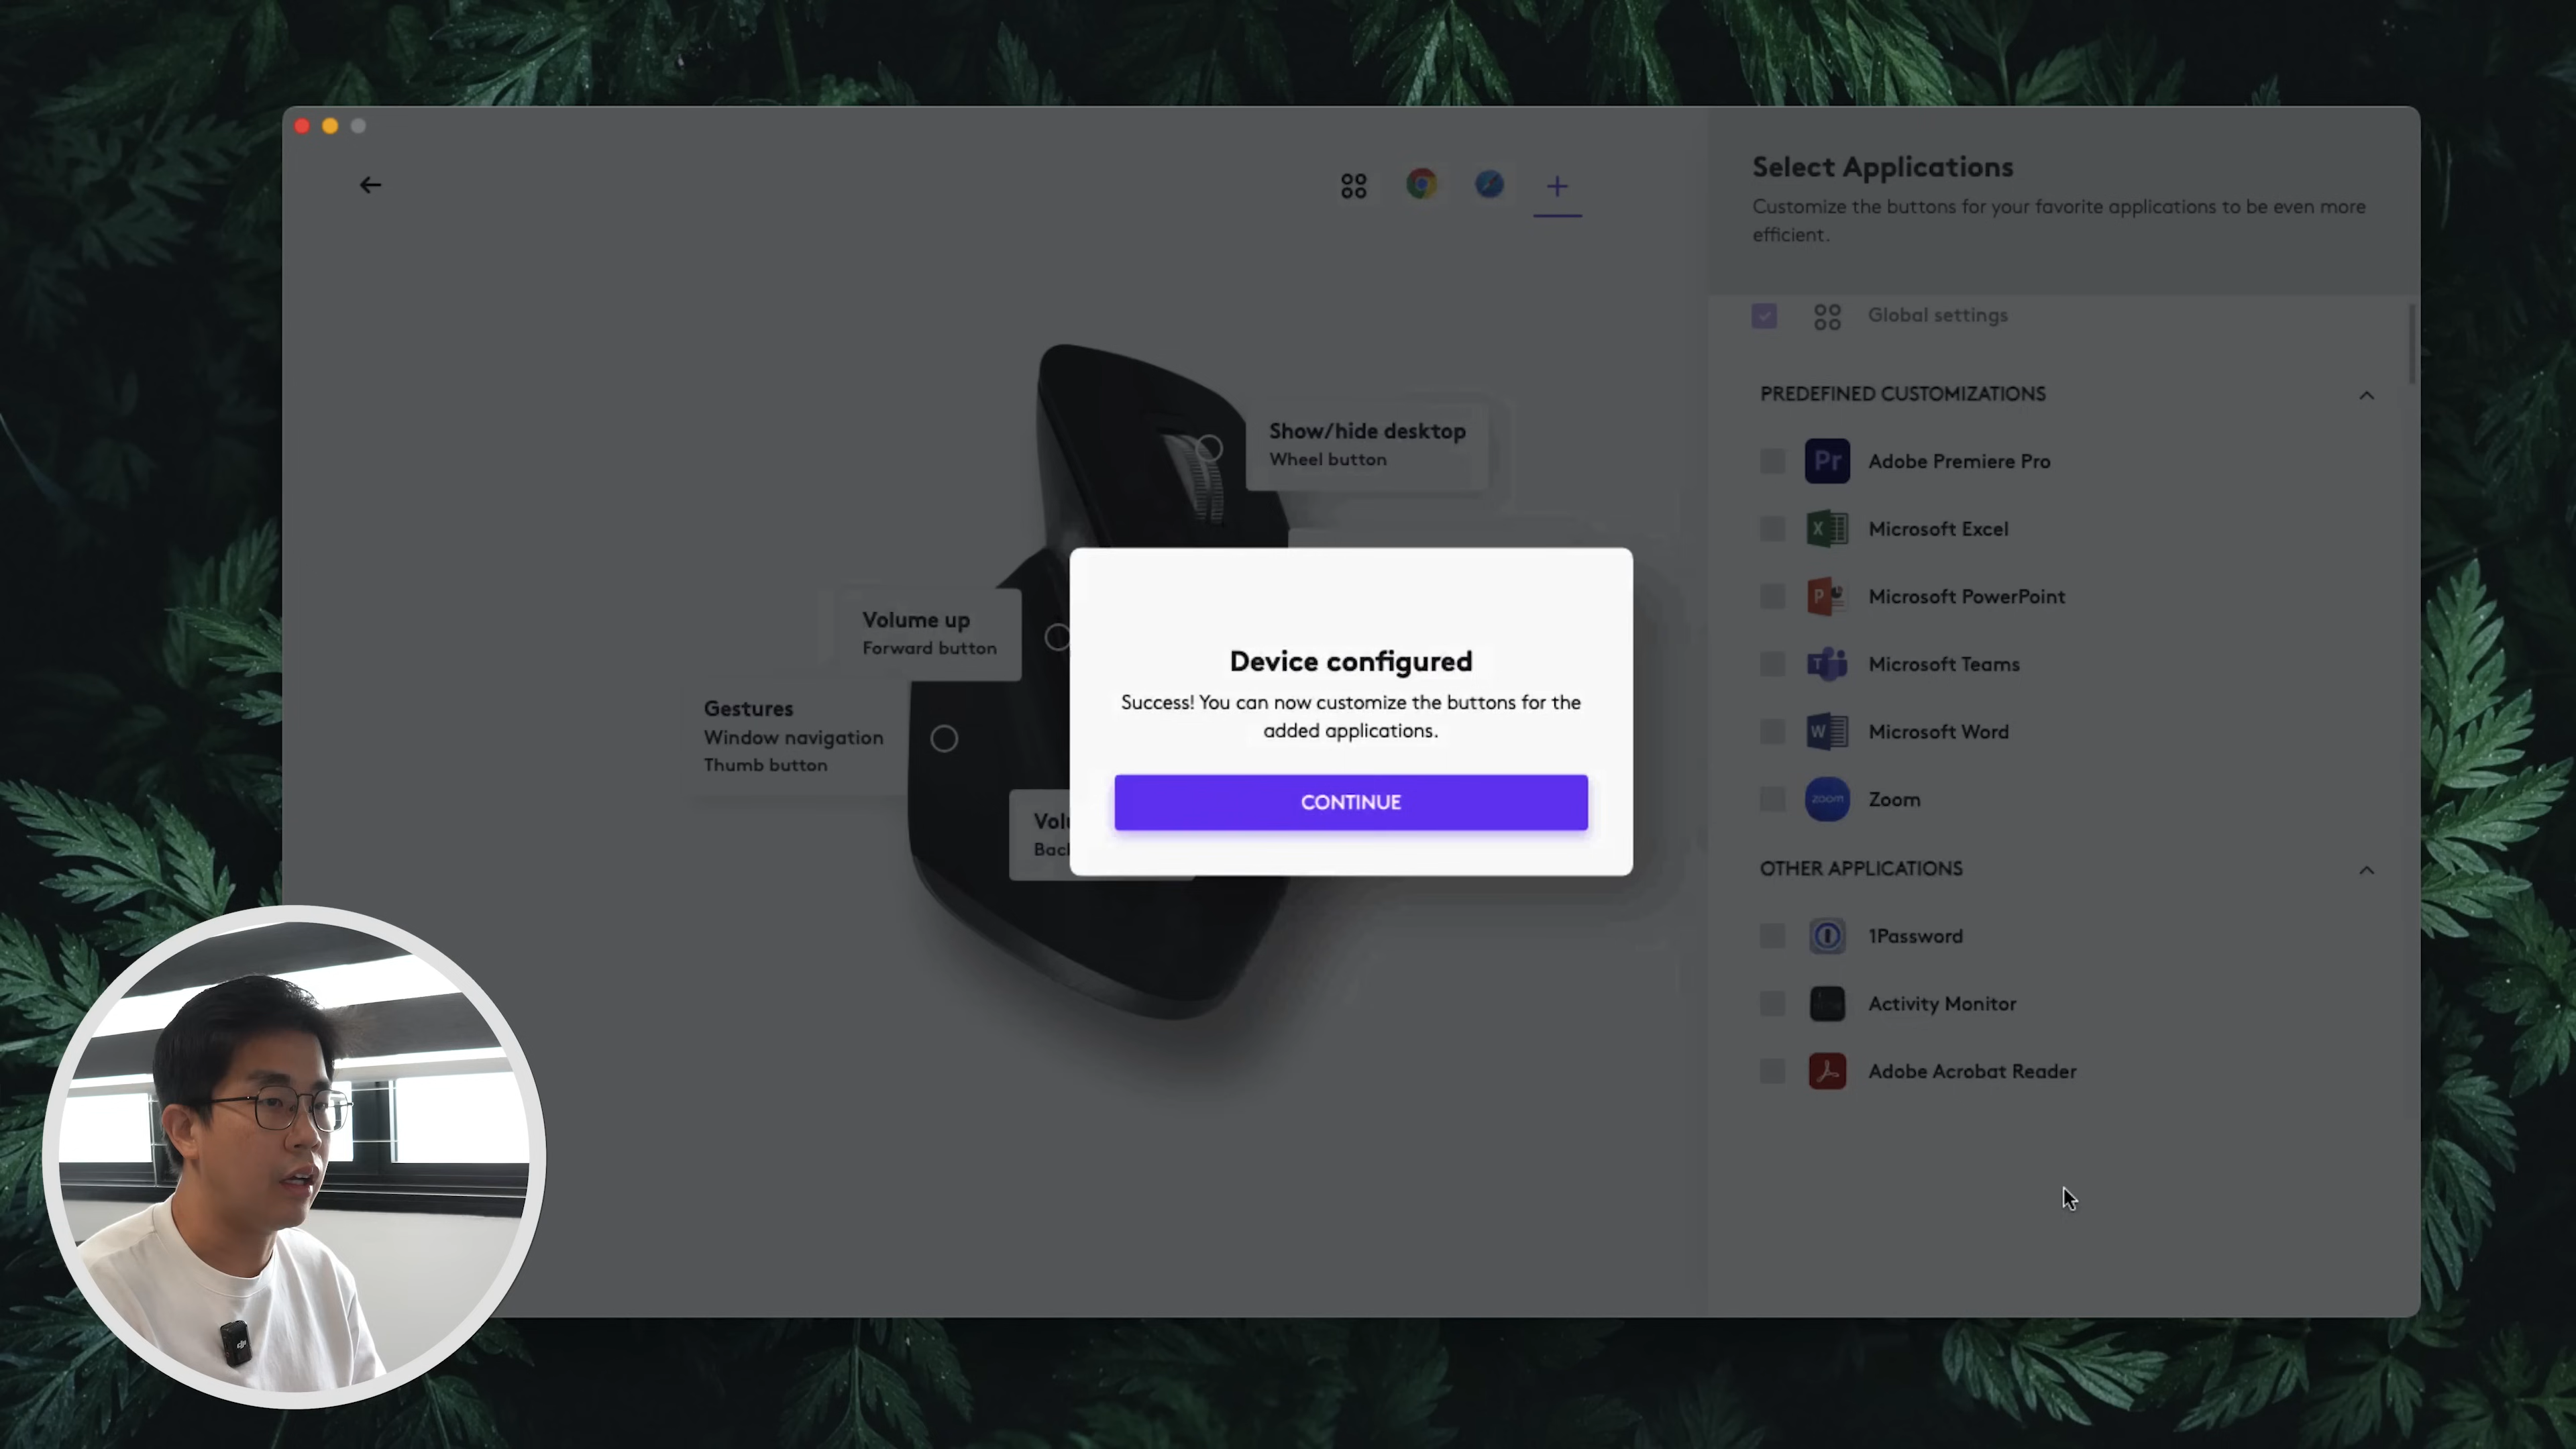 Select Applications
Customize the buttons for your favorite applications to be even more
efficient.
Global settings
PREDEFINED CUSTOMIZATIONS
Pr
Adobe Premiere Pro
X
Microsoft Excel
P
Microsoft PowerPoint
T
Microsoft Teams
W
Microsoft Word
zoom
Zoom
OTHER APPLICATIONS
1Password
Activity Monitor
Adobe Acrobat Reader
Show/hide desktop
Wheel button
Volume up
Forward button
Gestures
Window navigation
Thumb button
Device configured
Success! You can now customize the buttons for the
added applications.
CONTINUE
dji